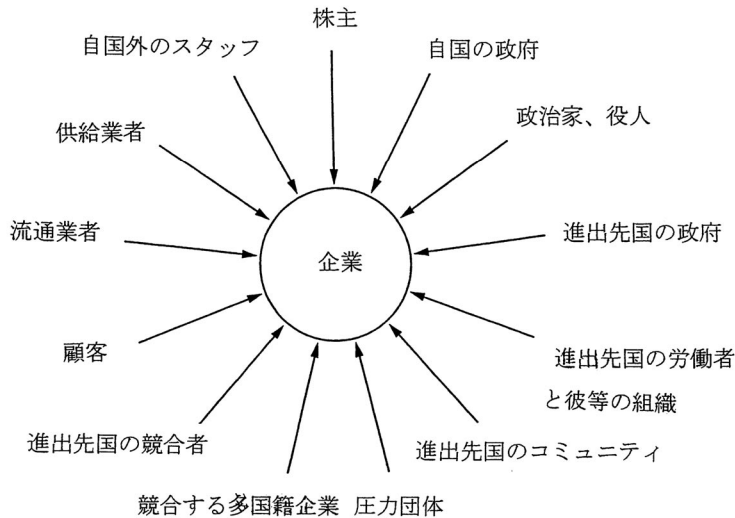 株主
自国外のスタッフ
自国の政府
政治家、役人
供給業者
流通業者
進出先国の政府
企業
顧客
進出先国の労働者
と彼等の組織
進出先国の競合者
進出先国のコミュニティ
競合する多国籍企業
圧力団体